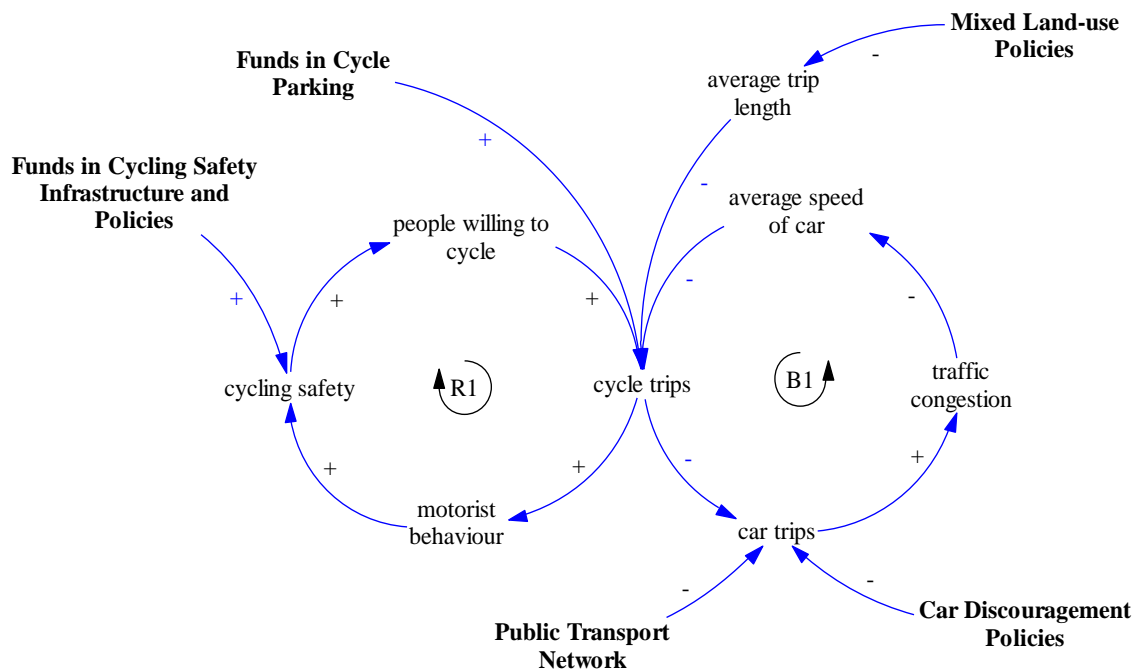 Mixed Land-use
Policies
-
Funds in Cycle
Parking
average trip
length
+
Funds in Cycling Safety
Infrastructure and
Policies
-
average speed
of car
people willing to
cycle
+
+
+
-
-
cycling safety
R1
cycle trips
B1
traffic
congestion
+
+
-
+
motorist
behaviour
car trips
-
-
Public Transport
Network
Car Discouragement
Policies